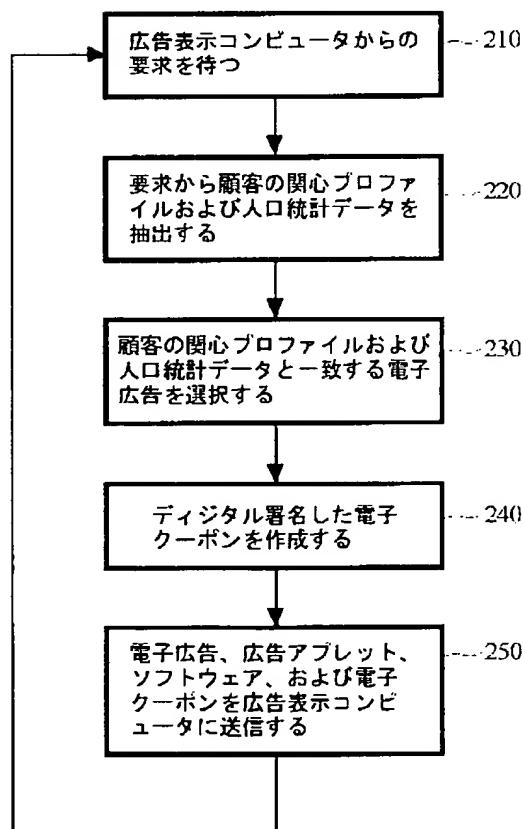 広告表示コンピュータからの
要求を待つ
210
要求から顧客の関心プロファ
イルおよび人口統計データを
抽出する
220
顧客の関心プロファイルおよび
人口統計データと一致する電子
広告を選択する
230
ディジタル署名した電子
クーポンを作成する
240
電子広告、広告アプレット、
ソフトウェア、および電子
クーポンを広告表示コンピ
ュータに送信する
250